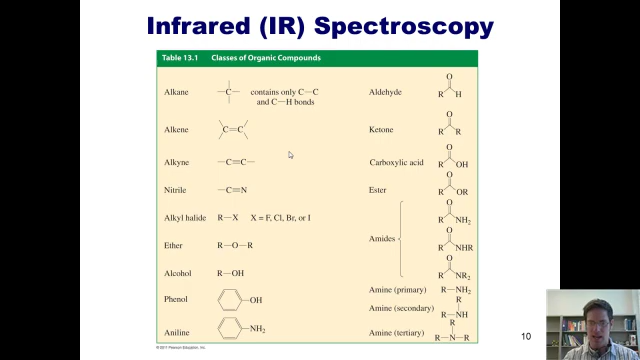 Infrared (IR) Spectroscopy
Table 13.1 Classes of Organic Compounds
Alkane —C— contains only C—C
and C—H bonds
Alkene C=C
Alkyne —C≡C—
Nitrile —C≡N
Alkyl halide R—X X = F, Cl, Br, or I
Ether R—O—R
Alcohol R—OH
Phenol —OH
Aniline —NH₂
Aldehyde O
R H
Ketone O
R R
Carboxylic acid O
R OH
Ester O
R OR
Amides
O
R NH₂
O
R NHR
O
R NR₂
Amine (primary) R—NH₂
Amine (secondary) R
R—NH
Amine (tertiary) R
R—N—R
© 2011 Pearson Education, Inc.
10